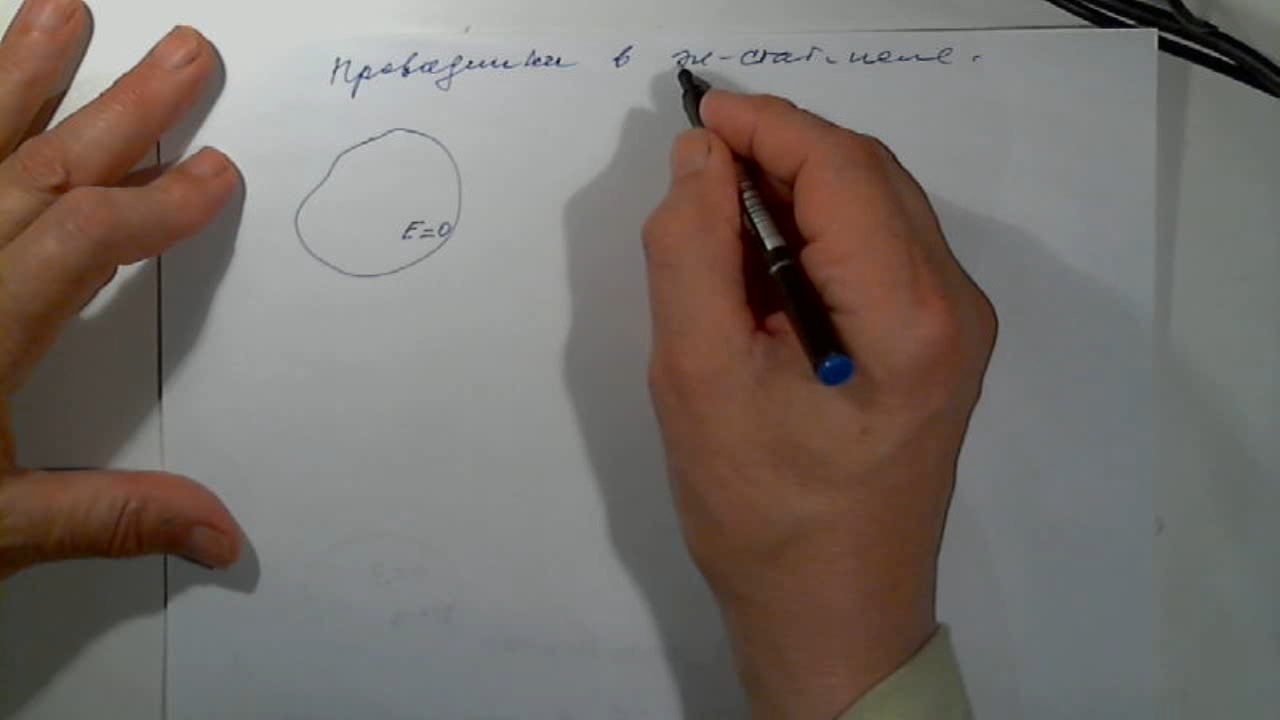 Проводники в эл-стат. поле.
E=0